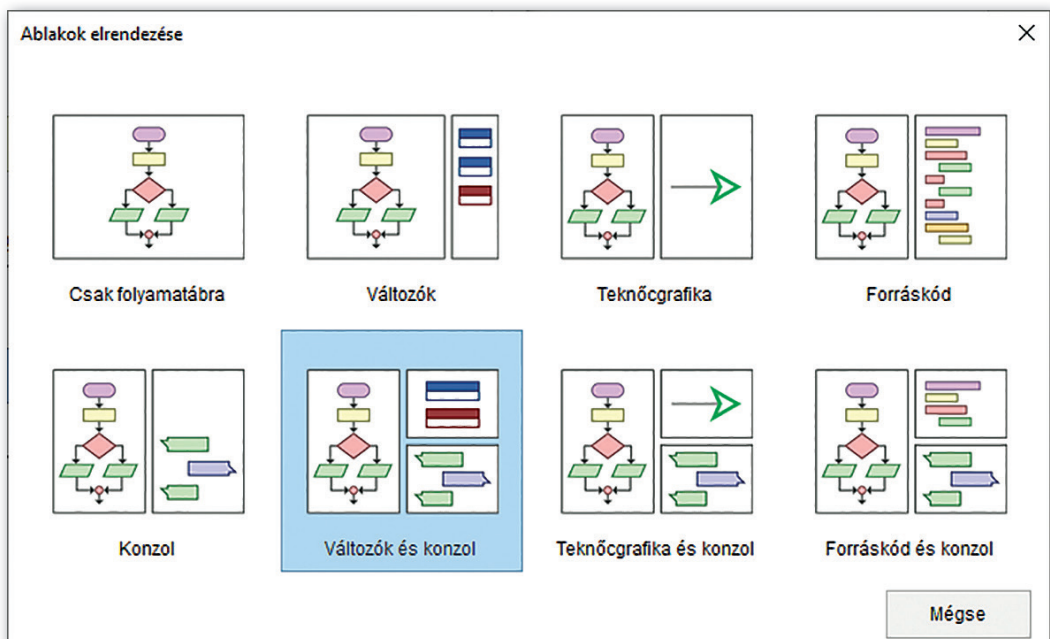 Ablakok elrendezése
Csak folyamatábra
Változók
Teknőcgrafika
Forráskód
Konzol
Változók és konzol
Teknőcgrafika és konzol
Forráskód és konzol
Mégse